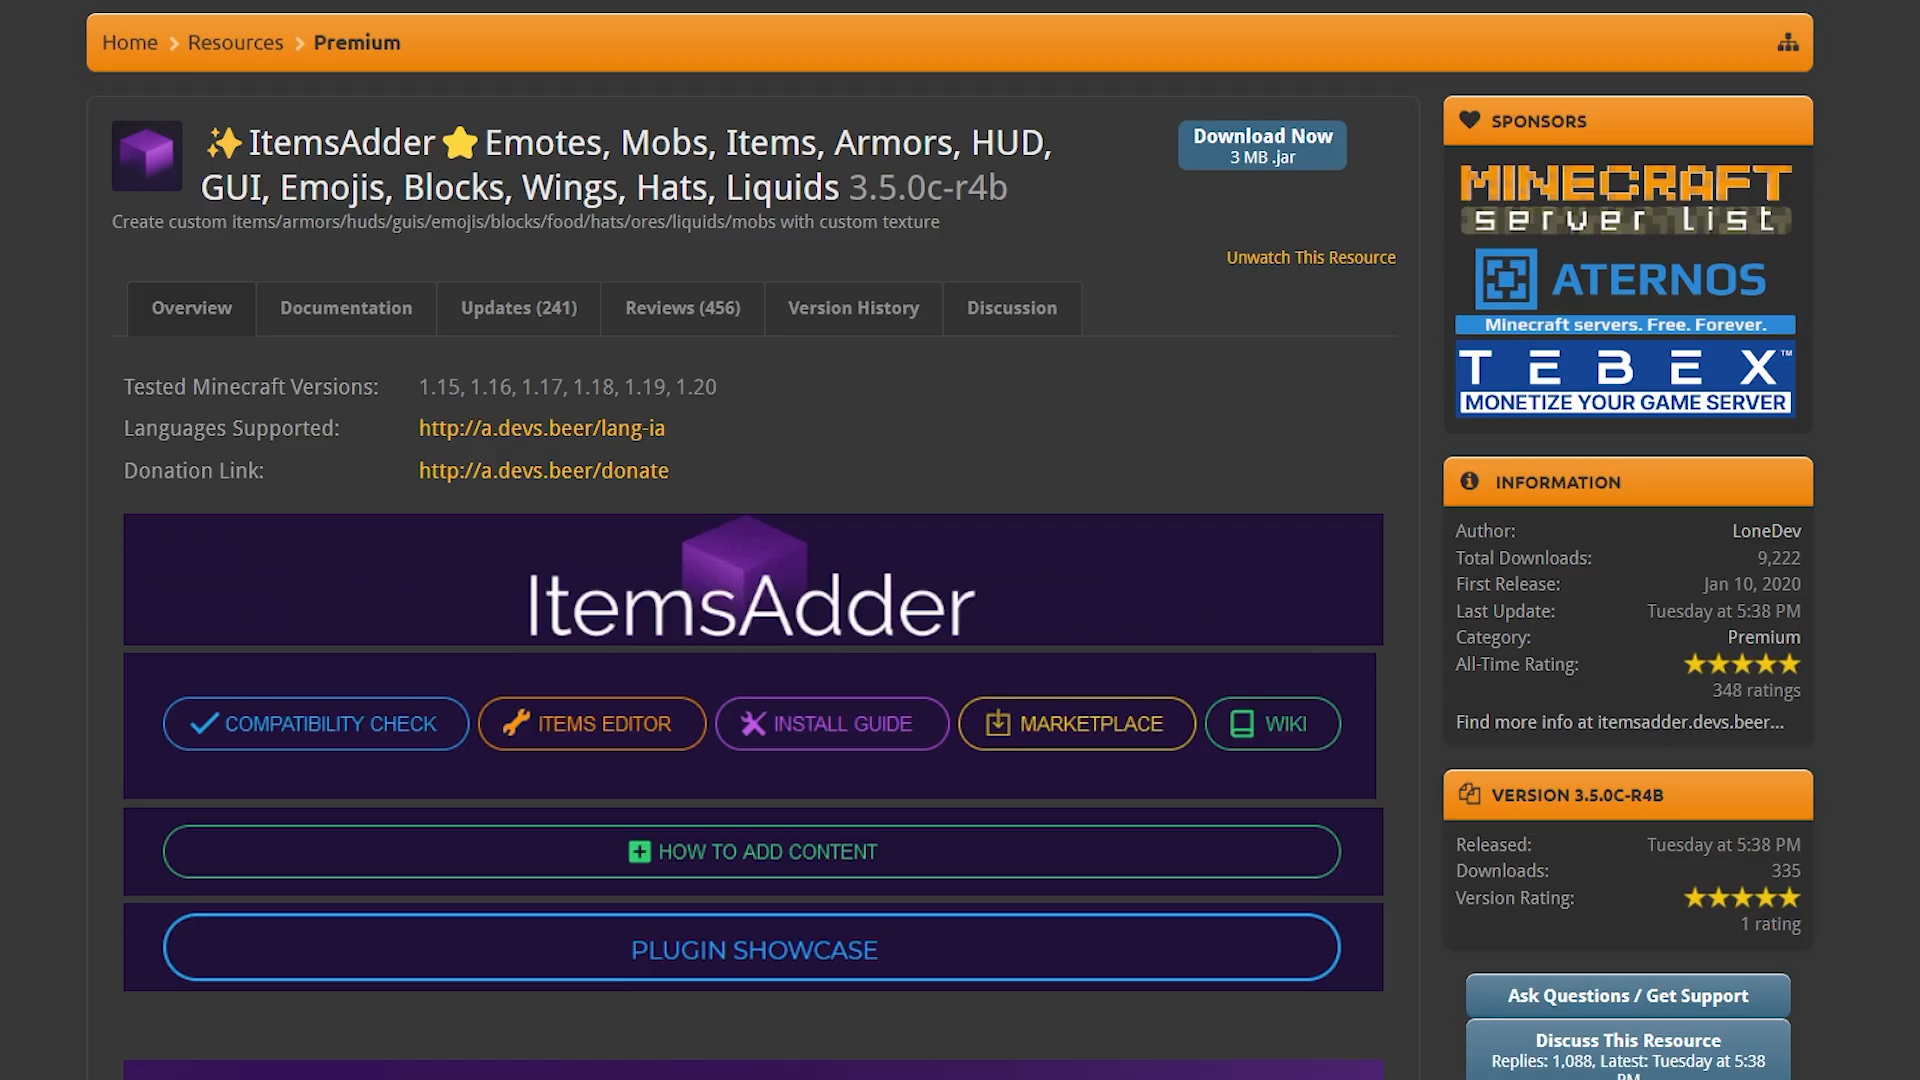 Home > Resources > Premium
✨ItemsAdder⭐Emotes, Mobs, Items, Armors, HUD,
GUI, Emojis, Blocks, Wings, Hats, Liquids 3.5.0c-r4b
Create custom items/armors/huds/guis/emojis/blocks/food/hats/ores/liquids/mobs with custom texture
Download Now
3 MB .jar
Unwatch This Resource
Overview Documentation Updates (241) Reviews (456) Version History Discussion
Tested Minecraft Versions: 1.15, 1.16, 1.17, 1.18, 1.19, 1.20
Languages Supported: http://a.devs.beer/lang-ia
Donation Link: http://a.devs.beer/donate
ItemsAdder
COMPATIBILITY CHECK ITEMS EDITOR INSTALL GUIDE MARKETPLACE WIKI
HOW TO ADD CONTENT
PLUGIN SHOWCASE
SPONSORS
MINECRAFT
server list
ATERNOS
Minecraft servers. Free. Forever.
TEBEX™
MONETIZE YOUR GAME SERVER
INFORMATION
Author: LoneDev
Total Downloads: 9,222
First Release: Jan 10, 2020
Last Update: Tuesday at 5:38 PM
Category: Premium
All-Time Rating: ★★★★★
348 ratings
Find more info at itemsadder.devs.beer...
VERSION 3.5.0C-R4B
Released: Tuesday at 5:38 PM
Downloads: 335
Version Rating: ★★★★★
1 rating
Ask Questions / Get Support
Discuss This Resource
Replies: 1,088, Latest: Tuesday at 5:38
PM